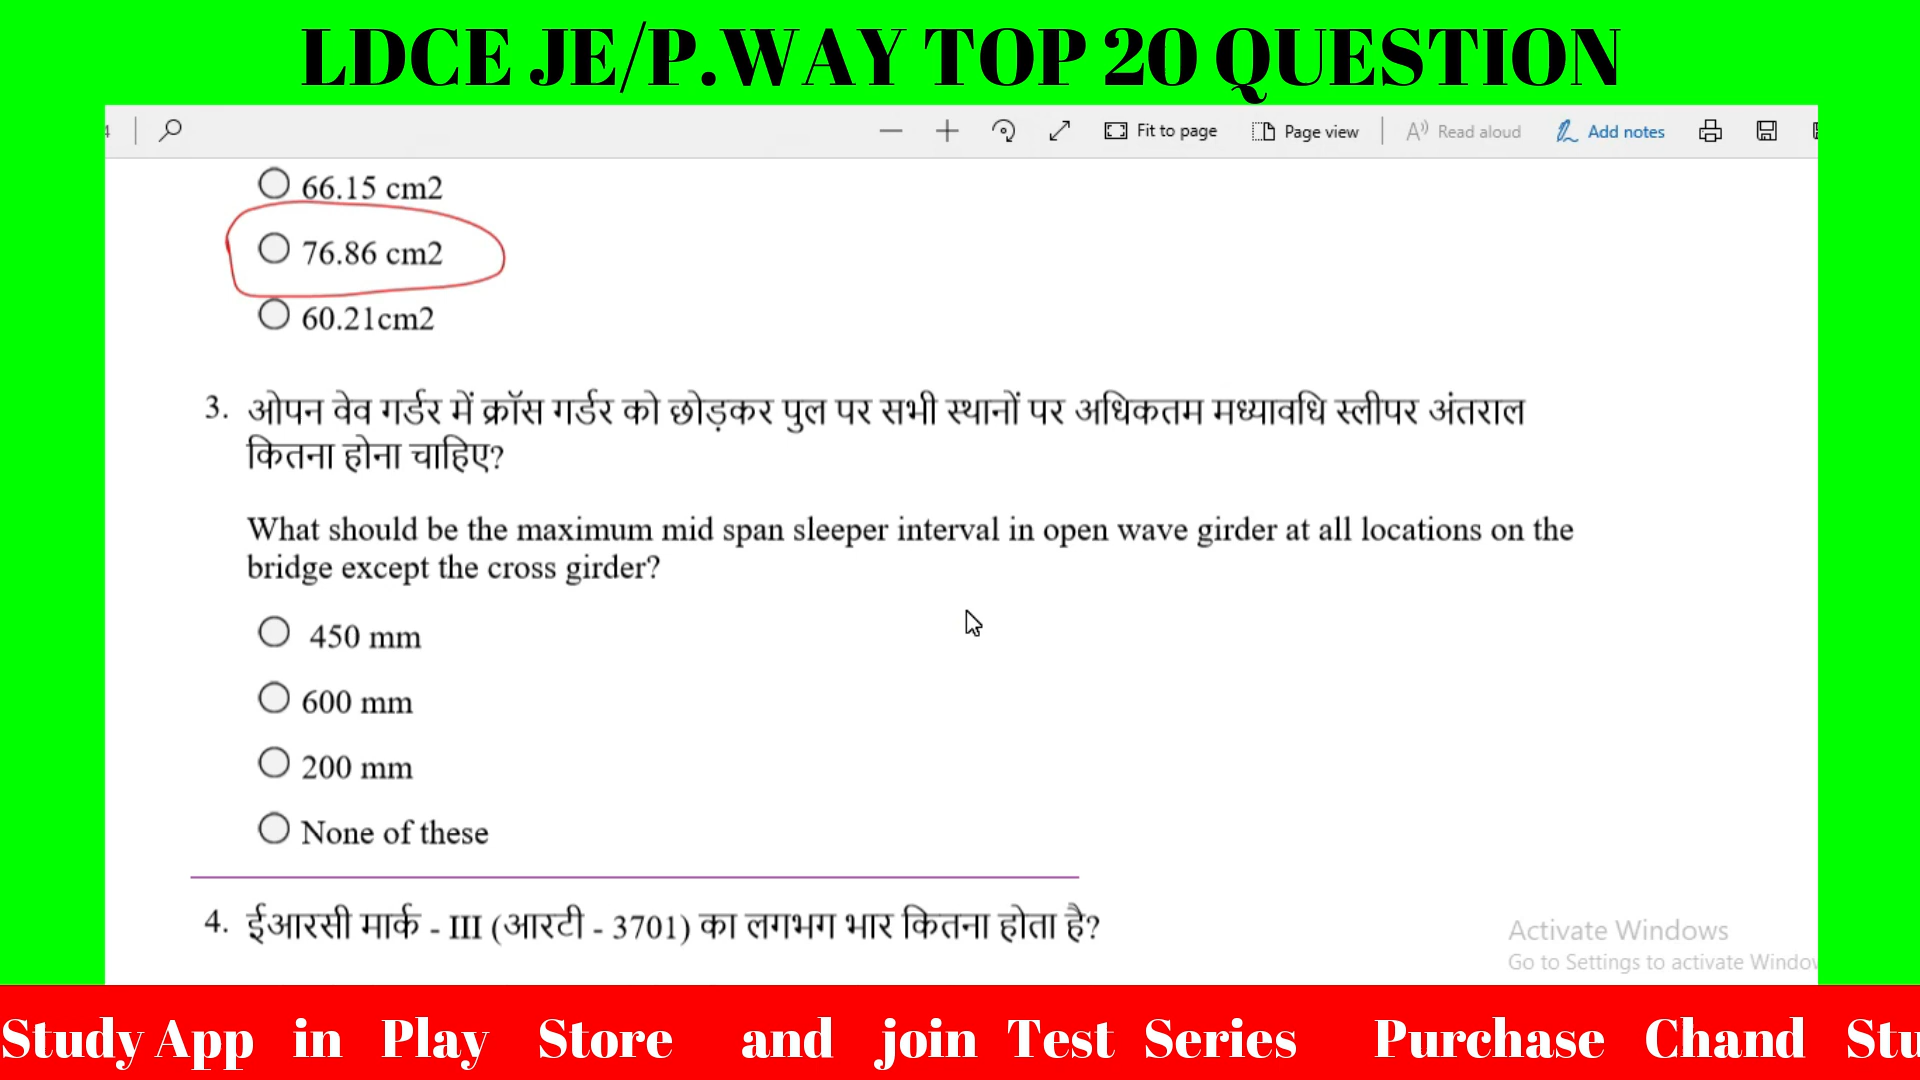 LDCE JE/P.WAY TOP 20 QUESTION
Fit to page
Page view
Read aloud
Add notes
66.15 cm2
76.86 cm2
60.21cm2
3. ओपन वेव गर्डर में क्रॉस गर्डर को छोड़कर पुल पर सभी स्थानों पर अधिकतम मध्यावधि स्लीपर अंतराल
कितना होना चाहिए?
What should be the maximum mid span sleeper interval in open wave girder at all locations on the
bridge except the cross girder?
450 mm
600 mm
200 mm
None of these
4. ईआरसी मार्क - III (आरटी - 3701) का लगभग भार कितना होता है?
Activate Windows
Go to Settings to activate Window
Study App in Play Store and join Test Series Purchase Chand Stu